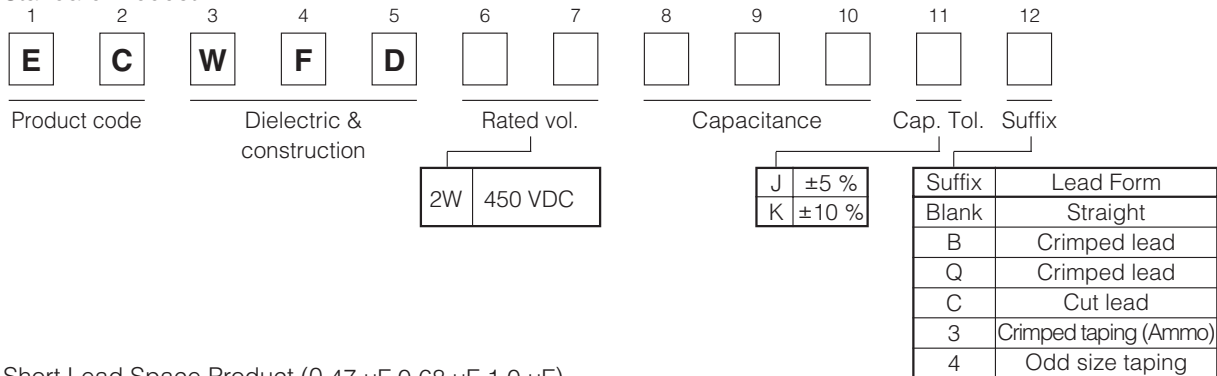 1 2 3 4 5 6 7 8 9 10 11 12
E C W F D
Product code Dielectric & construction Rated vol. Capacitance Cap. Tol. Suffix
2W 450 VDC
J ±5 %
K ±10 %
Suffix Lead Form
Blank Straight
B Crimped lead
Q Crimped lead
C Cut lead
3 Crimped taping (Ammo)
4 Odd size taping
Short Lead Space Product (0.47 µF,0.68 µF,1.0 µF)